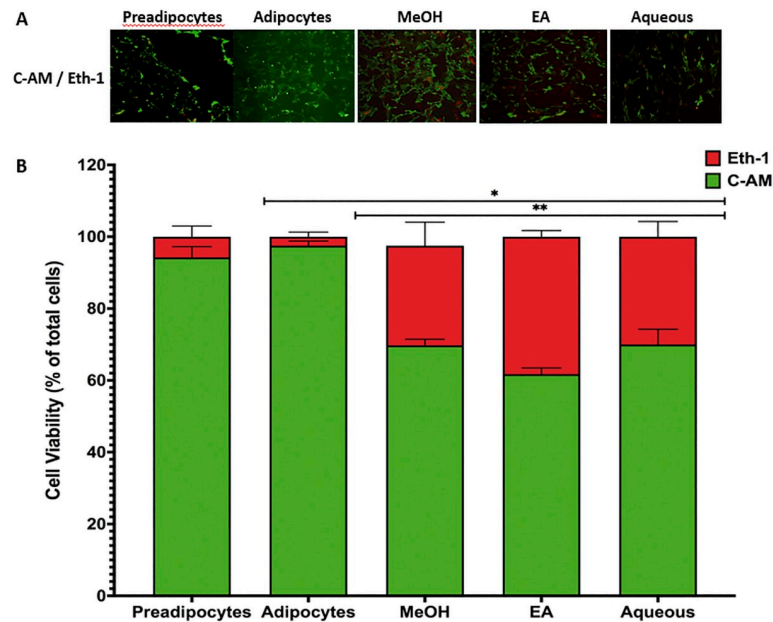 A
Preadipocytes Adipocytes MeOH EA Aqueous
C-AM / Eth-1
B
Eth-1
C-AM
120
*
**
100
80
60
40
20
0
Cell Viability (% of total cells)
Preadipocytes Adipocytes MeOH EA Aqueous